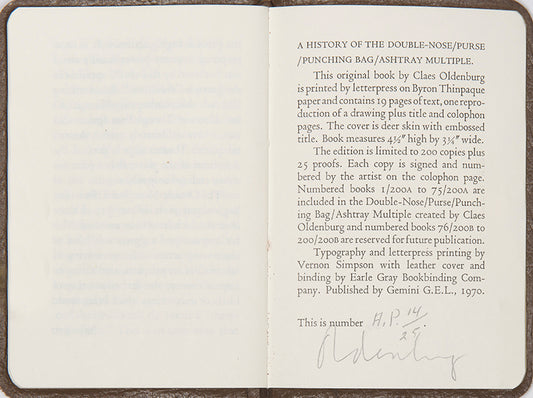 A HISTORY OF THE DOUBLE-NOSE/PURSE
/PUNCHING BAG/ASHTRAY MULTIPLE.
This original book by Claes Oldenburg
is printed by letterpress on Byron Thinpaque
paper and contains 19 pages of text, one repro-
duction of a drawing plus title and colophon
pages. The cover is deer skin with embossed
title. Book measures 4⅝" high by 3¼" wide.
The edition is limited to 200 copies plus
25 proofs. Each copy is signed and num-
bered by the artist on the colophon page.
Numbered books 1/200A to 75/200A are
included in the Double-Nose/Purse/Punch-
ing Bag/Ashtray Multiple created by Claes
Oldenburg and numbered books 76/200B to
200/200B are reserved for future publication.
Typography and letterpress printing by
Vernon Simpson with leather cover and
binding by Earle Gray Bookbinding Com-
pany. Published by Gemini G.E.L., 1970.
This is number A.P. 14/25.
Oldenburg